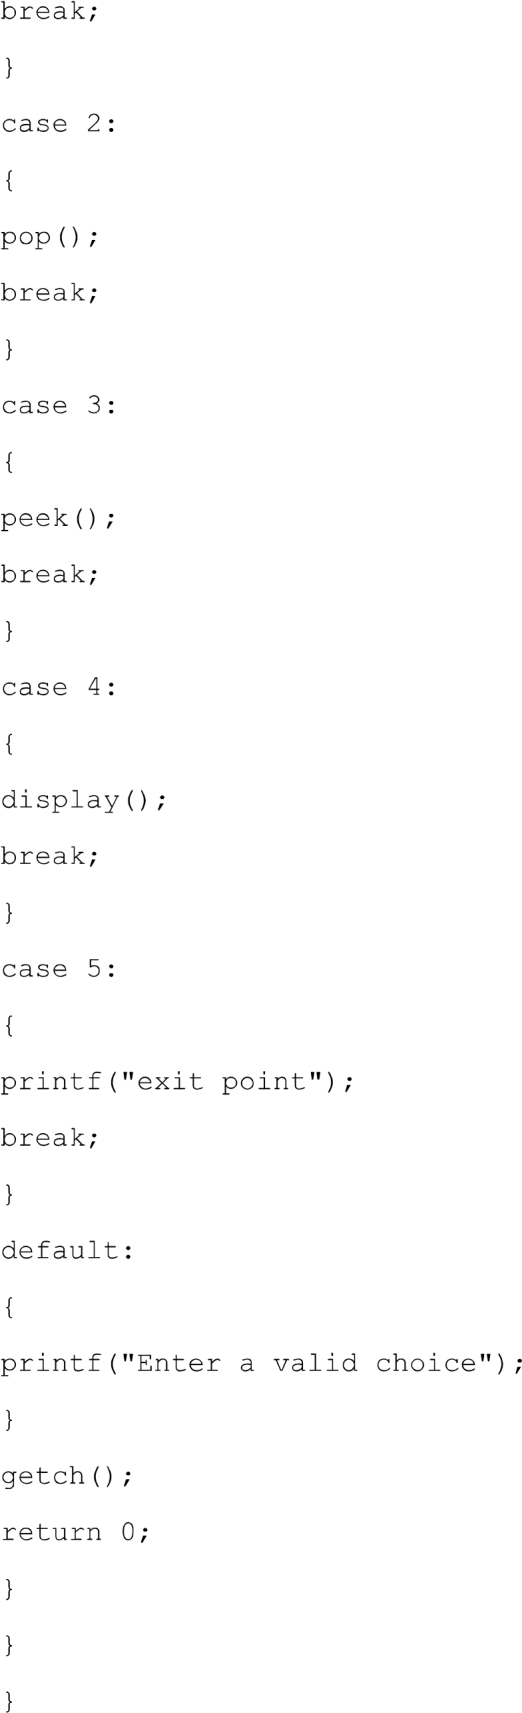 break;
}
case 2:
{
pop();
break;
}
case 3:
{
peek();
break;
}
case 4:
{
display();
break;
}
case 5:
{
printf("exit point");
break;
}
default:
{
printf("Enter a valid choice");
}
getch();
return 0;
}
}
}